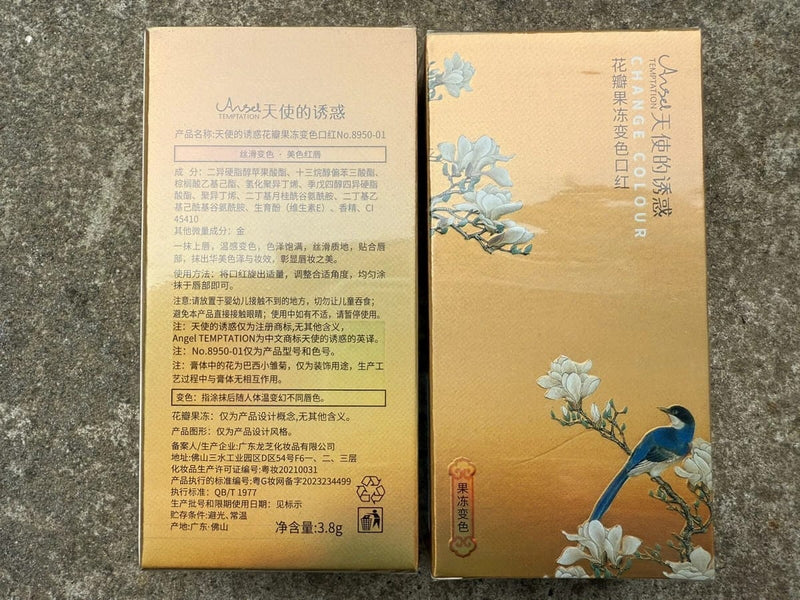 Angel天使的诱惑
TEMPTATION
产品名称:天使的诱惑花瓣果冻变色口红No.8950-01
丝滑变色·美色红唇
成 分：二异硬脂醇苹果酸酯、十三烷醇偏苯三酸酯、
棕榈酸乙基己酯、氢化聚异丁烯、季戊四醇四异硬脂
酸酯、聚异丁烯、二丁基月桂酰谷氨酰胺、二丁基乙
基己酰基谷氨酰胺、生育酚（维生素E）、香精、CI
45410
其他微量成分：金
一抹上唇，温感变色，色泽饱满，丝滑质地，贴合唇
部，抹出华美色泽与妆效，彰显唇妆之美。
使用方法：将口红旋出适量，调整合适角度，均匀涂
抹于唇部即可。
注意:请放置于婴幼儿接触不到的地方，切勿让儿童吞食；
避免本产品直接接触眼睛；使用中如有不适，请暂停使用。
注：天使的诱惑仅为注册商标,无其他含义，
Angel TEMPTATION为中文商标天使的诱惑的英译。
注：No.8950-01仅为产品型号和色号。
注：膏体中的花为巴西小雏菊，仅为装饰用途，生产工
艺过程中与膏体无相互作用。
变色：指涂抹后随人体温变幻不同唇色。
花瓣果冻：仅为产品设计概念,无其他含义。
产品图形：仅为产品设计风格。
备案人/生产企业:广东龙芝化妆品有限公司
地址:佛山三水工业园区D区54号F6一、二、三层
化妆品生产许可证编号:粤妆20210031
产品执行的标准编号:粤G妆网备字2023234499
执行标准：QB/T 1977
生产批号和限期使用日期：见标示
贮存条件:避光､常温
产地:广东·佛山
净含量:3.8g
Angel天使的诱惑
TEMPTATION
CHANGE COLOUR
花瓣果冻变色口红
果冻变色